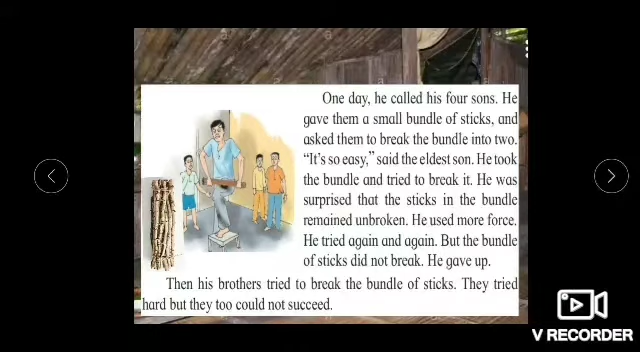 One day, he called his four sons. He
gave them a small bundle of sticks, and
asked them to break the bundle into two.
“It's so easy,” said the eldest son. He took
the bundle and tried to break it. He was
surprised that the sticks in the bundle
remained unbroken. He used more force.
He tried again and again. But the bundle
of sticks did not break. He gave up.
Then his brothers tried to break the bundle of sticks. They tried
hard but they too could not succeed.
V RECORDER